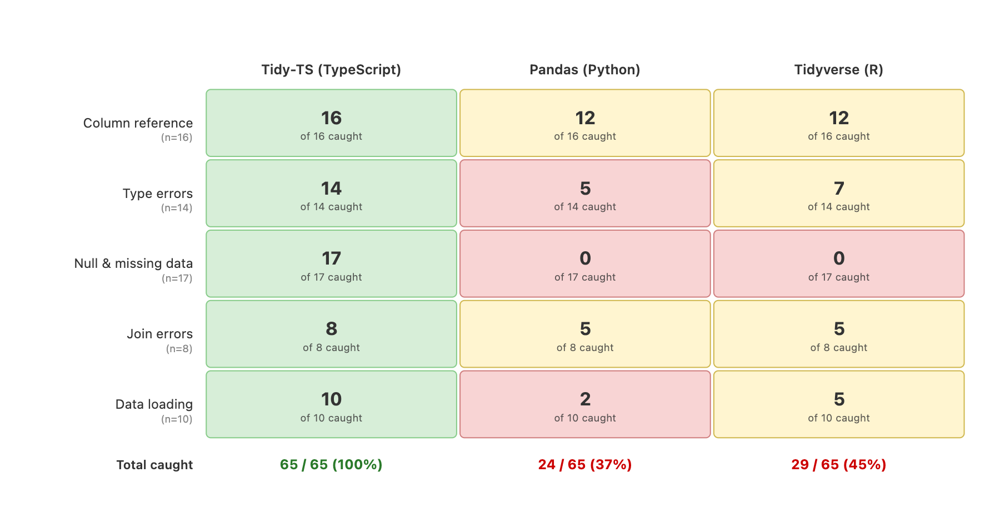 Tidy-TS (TypeScript) Pandas (Python) Tidyverse (R)
Column reference
(n=16)
16
of 16 caught
12
of 16 caught
12
of 16 caught
Type errors
(n=14)
14
of 14 caught
5
of 14 caught
7
of 14 caught
Null & missing data
(n=17)
17
of 17 caught
0
of 17 caught
0
of 17 caught
Join errors
(n=8)
8
of 8 caught
5
of 8 caught
5
of 8 caught
Data loading
(n=10)
10
of 10 caught
2
of 10 caught
5
of 10 caught
Total caught 65 / 65 (100%) 24 / 65 (37%) 29 / 65 (45%)